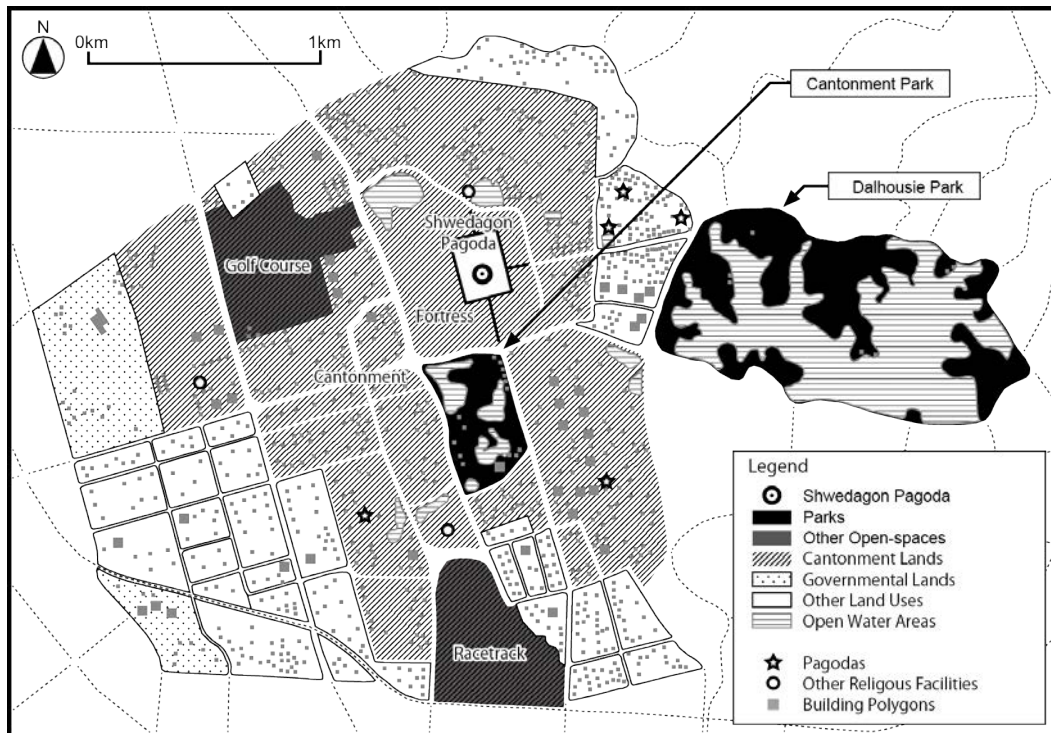 N
0km
1km
Cantonment Park
Dalhousie Park
Shwedagon
Pagoda
Golf Course
Fortress
Cantonment
Racetrack
Legend
Shwedagon Pagoda
Parks
Other Open-spaces
Cantonment Lands
Governmental Lands
Other Land Uses
Open Water Areas
Pagodas
Other Religous Facilities
Building Polygons